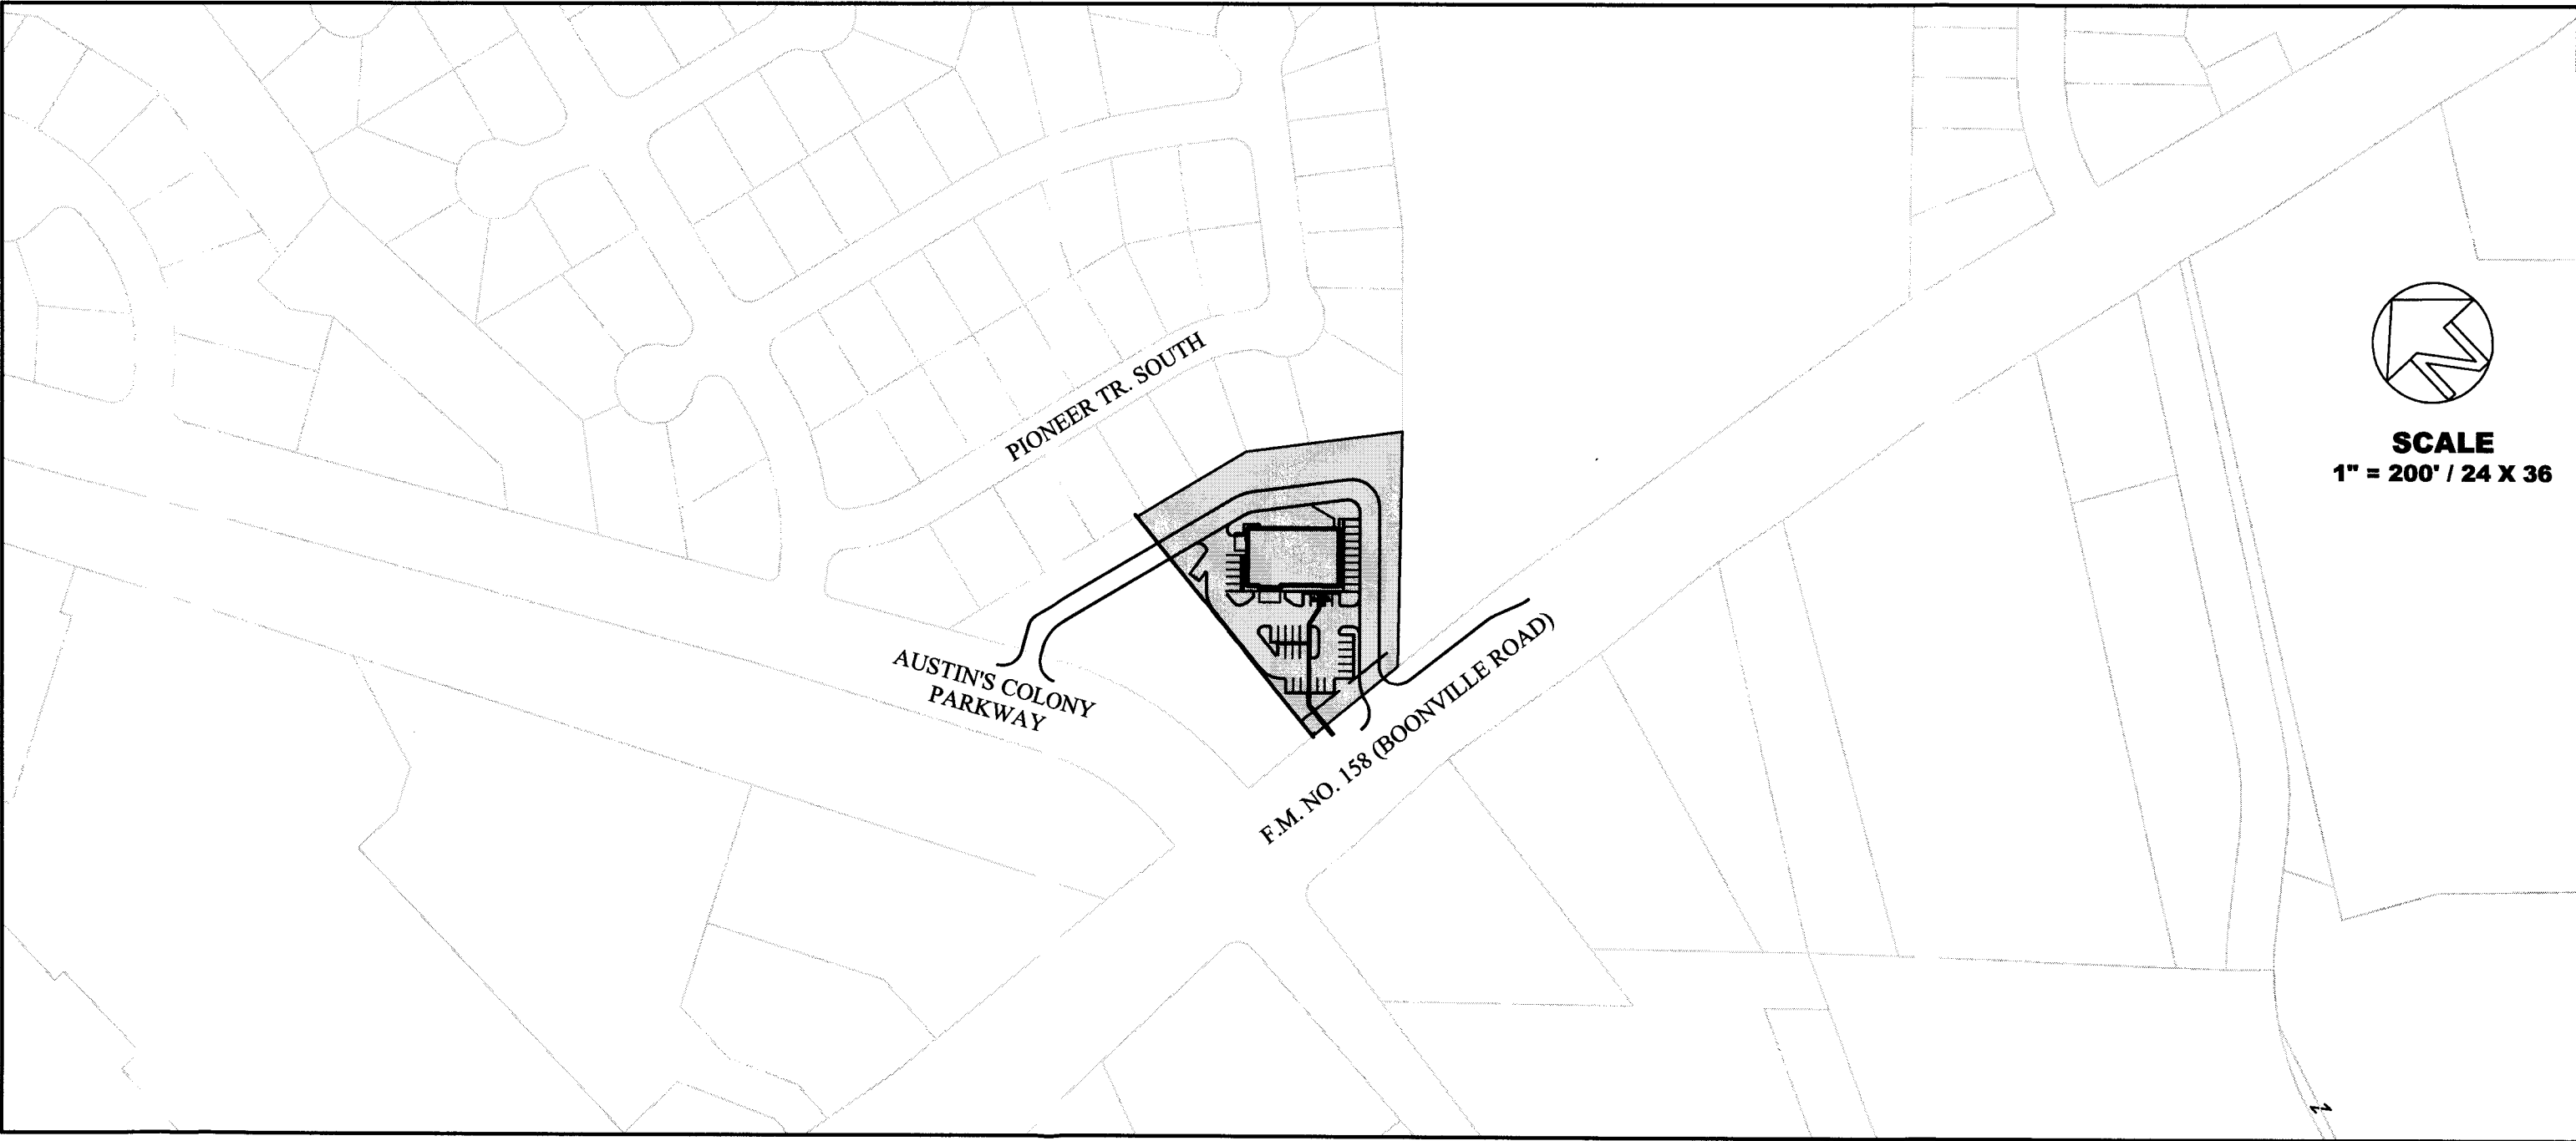 PIONEER TR. SOUTH
SCALE
1" = 200' / 24 X 36
AUSTIN'S COLONY
PARKWAY
F.M. NO. 158 (BOONVILLE ROAD)